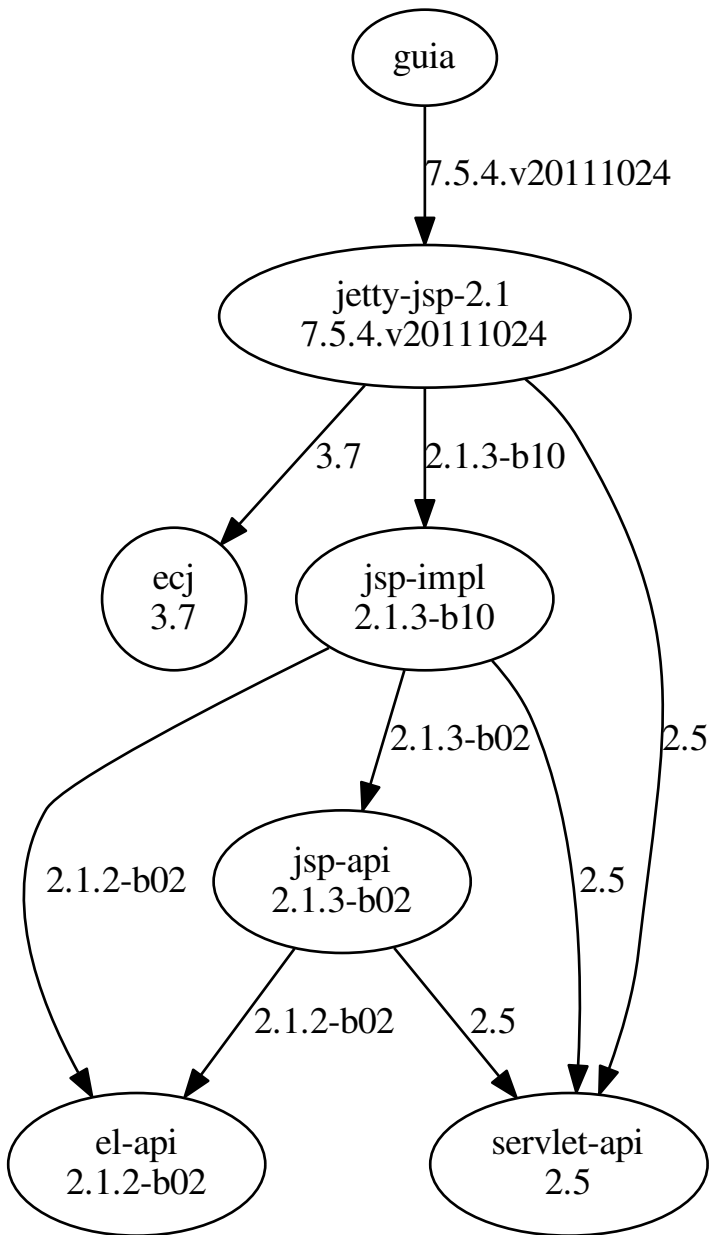 guia
7.5.4.v20111024
jetty-jsp-2.1
7.5.4.v20111024
3.7
2.1.3-b10
ecj
3.7
jsp-impl
2.1.3-b10
2.1.3-b02
2.5
2.1.2-b02
jsp-api
2.1.3-b02
2.5
2.1.2-b02
2.5
el-api
2.1.2-b02
servlet-api
2.5